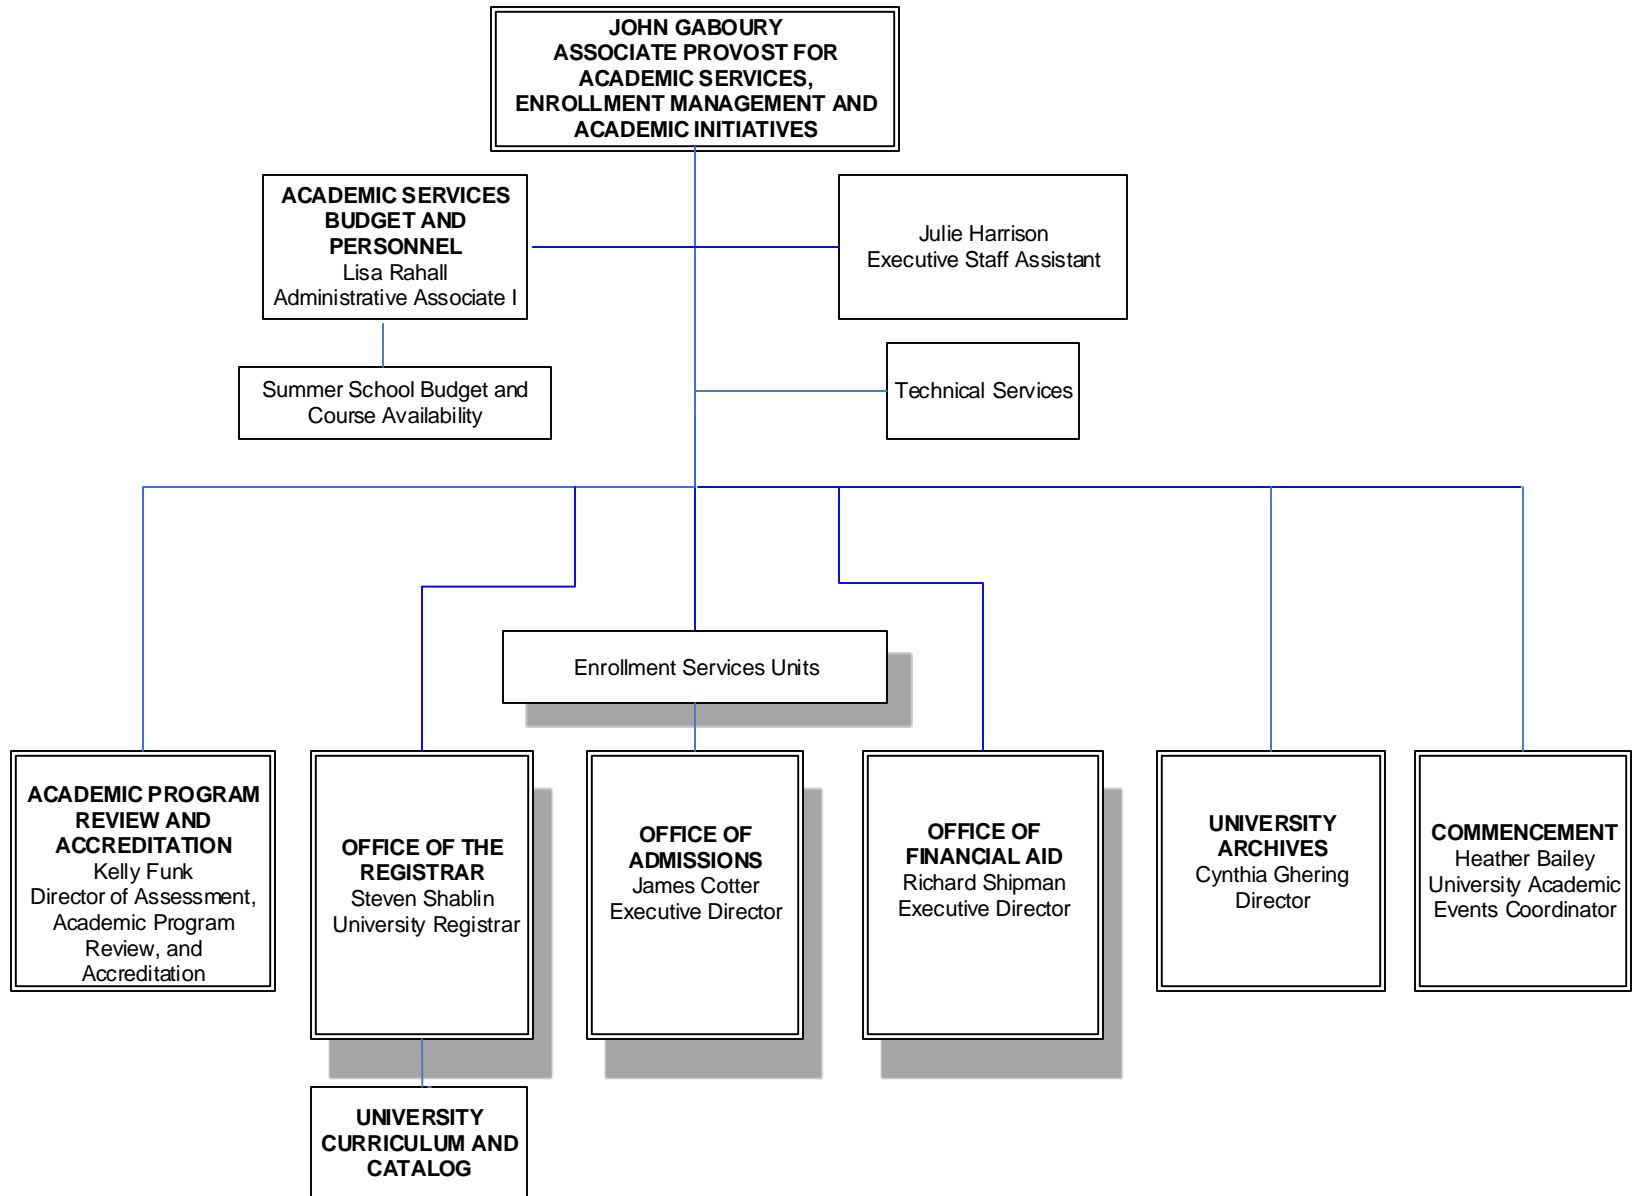 JOHN GABOURY
ASSOCIATE PROVOST FOR
ACADEMIC SERVICES,
ENROLLMENT MANAGEMENT AND
ACADEMIC INITIATIVES
ACADEMIC SERVICES
BUDGET AND
PERSONNEL
Lisa Rahall
Administrative Associate I
Julie Harrison
Executive Staff Assistant
Summer School Budget and
Course Availability
Technical Services
Enrollment Services Units
ACADEMIC PROGRAM
REVIEW AND
ACCREDITATION
Kelly Funk
Director of Assessment,
Academic Program
Review, and
Accreditation
OFFICE OF THE
REGISTRAR
Steven Shablin
University Registrar
OFFICE OF
ADMISSIONS
James Cotter
Executive Director
OFFICE OF
FINANCIAL AID
Richard Shipman
Executive Director
UNIVERSITY
ARCHIVES
Cynthia Ghering
Director
COMMENCEMENT
Heather Bailey
University Academic
Events Coordinator
UNIVERSITY
CURRICULUM AND
CATALOG